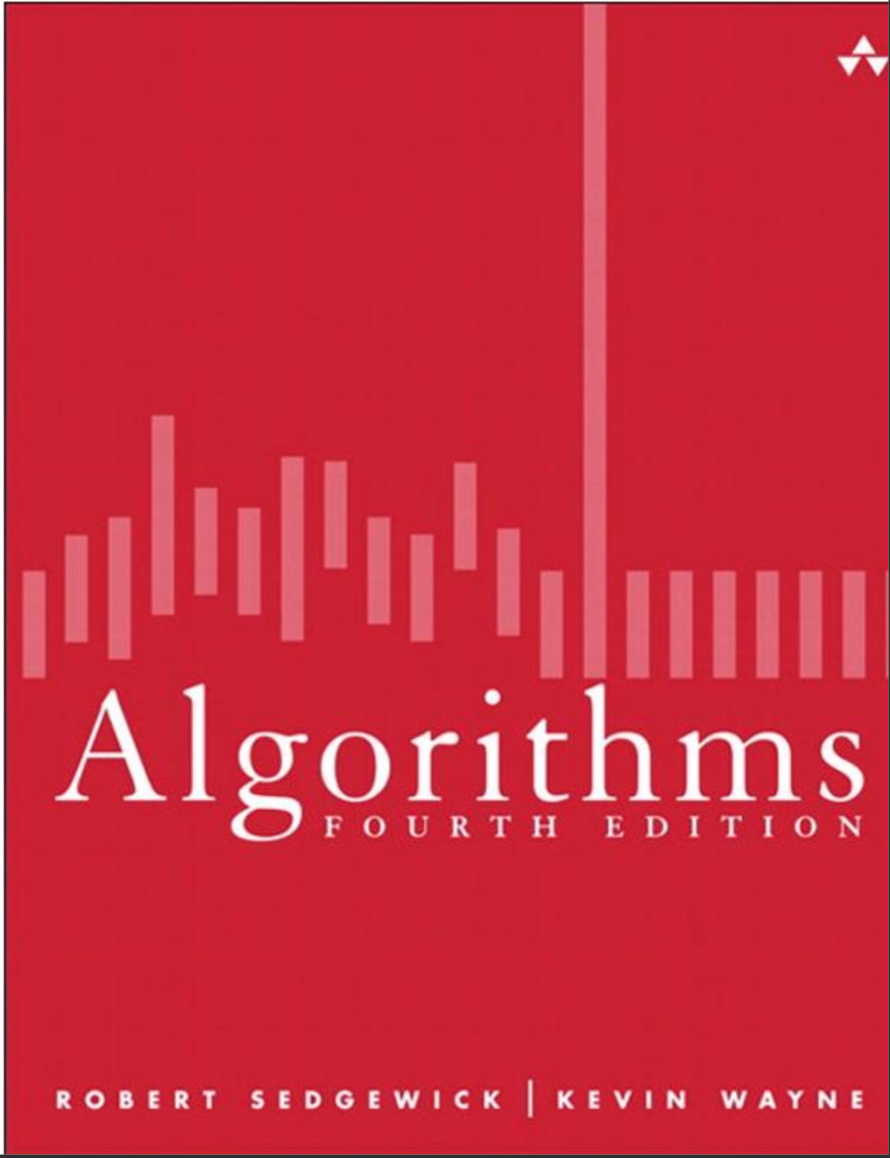 Algorithms
FOURTH EDITION
ROBERT SEDGEWICK | KEVIN WAYNE